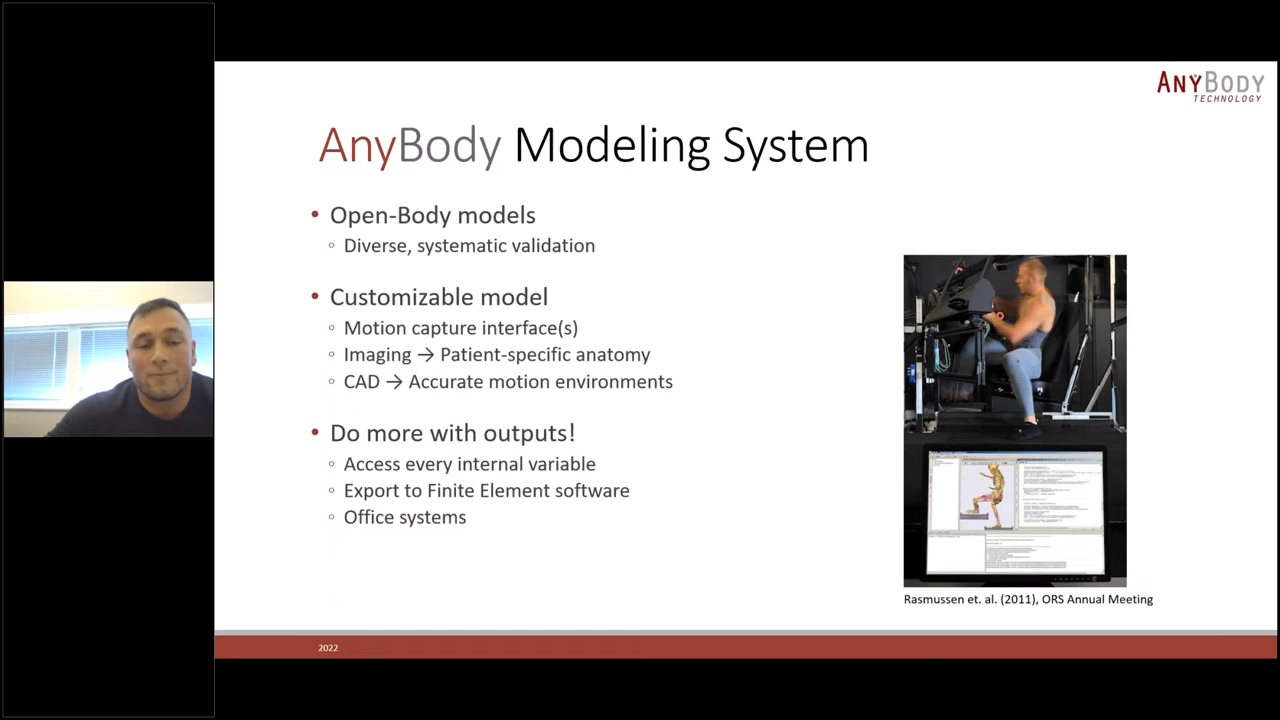 ANYBODY
TECHNOLOGY
AnyBody Modeling System
• Open-Body models
◦ Diverse, systematic validation
• Customizable model
◦ Motion capture interface(s)
◦ Imaging → Patient-specific anatomy
◦ CAD → Accurate motion environments
• Do more with outputs!
◦ Access every internal variable
◦ Export to Finite Element software
◦ Office systems
Rasmussen et. al. (2011), ORS Annual Meeting
2022